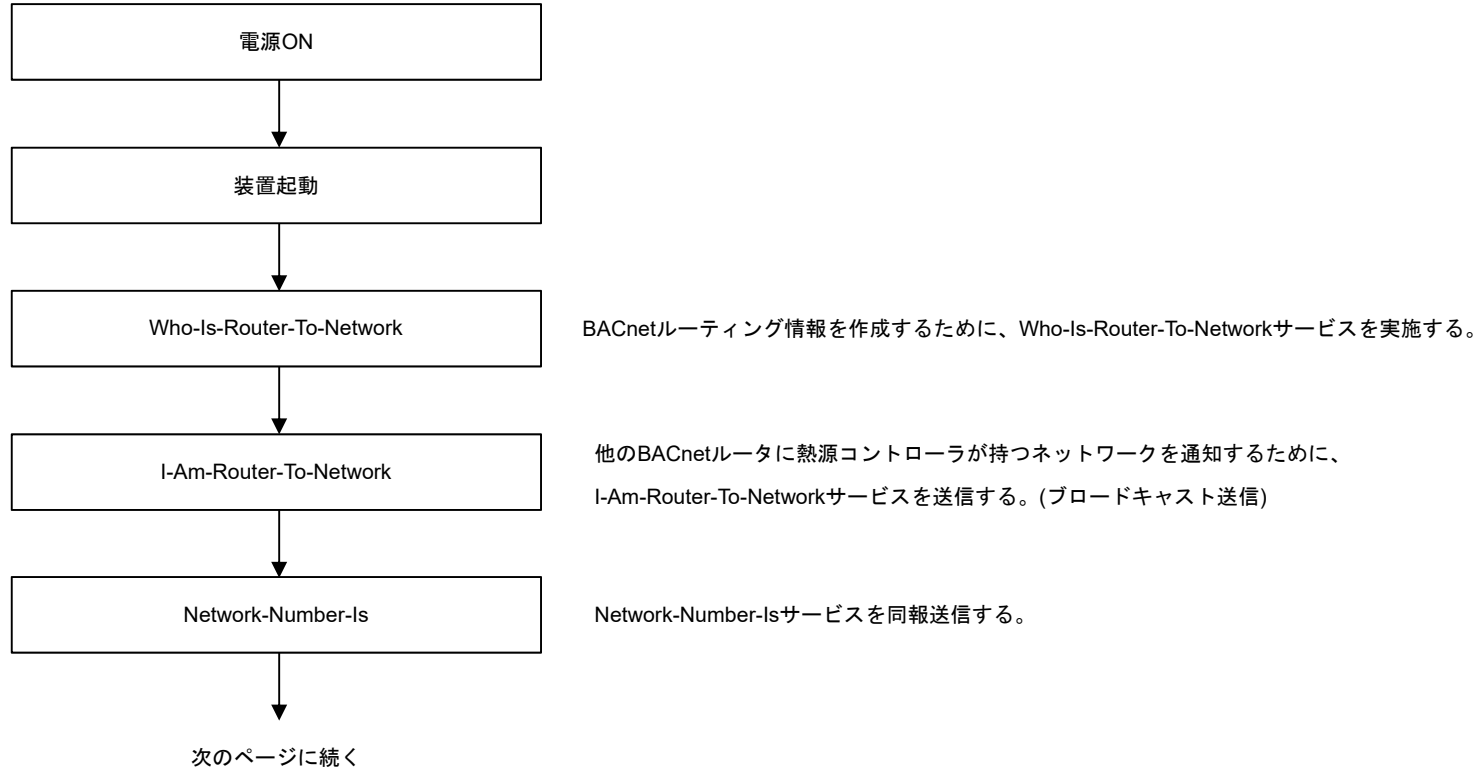 電源ON
装置起動
Who-Is-Router-To-Network
BACnetルーティング情報を作成するために、Who-Is-Router-To-Networkサービスを実施する。
I-Am-Router-To-Network
他のBACnetルータに熱源コントローラが持つネットワークを通知するために、
I-Am-Router-To-Networkサービスを送信する。(ブロードキャスト送信)
Network-Number-Is
Network-Number-Isサービスを同報送信する。
次のページに続く